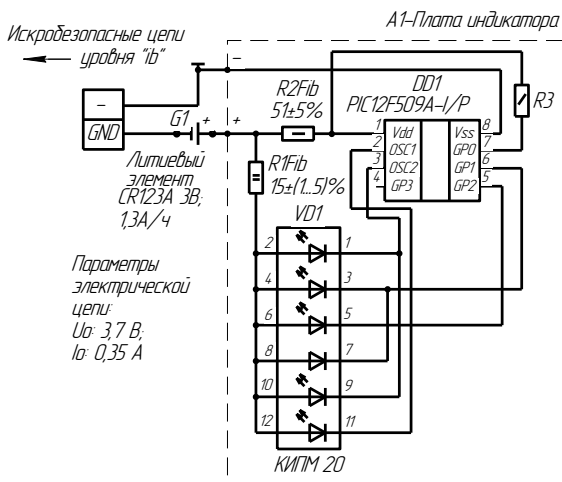 А1-Плата индикатора
Искробезопасные цепи
уровня "ib"
–
R2Fib
51±5%
DD1
PIC12F509A-I/P
R3
–
GND
G1
+
+
1 Vdd Vss 8
2 OSC1 GP0 7
3 OSC2 GP1 6
4 GP3 GP2 5
Литиевый
элемент
CR123A 3В;
1,3А/ч
R1Fib
15±(1...5)%
VD1
2 1
4 3
6 5
8 7
10 9
12 11
Параметры
электрической
цепи:
Uo: 3,7 В;
Io: 0,35 А
КИПМ 20